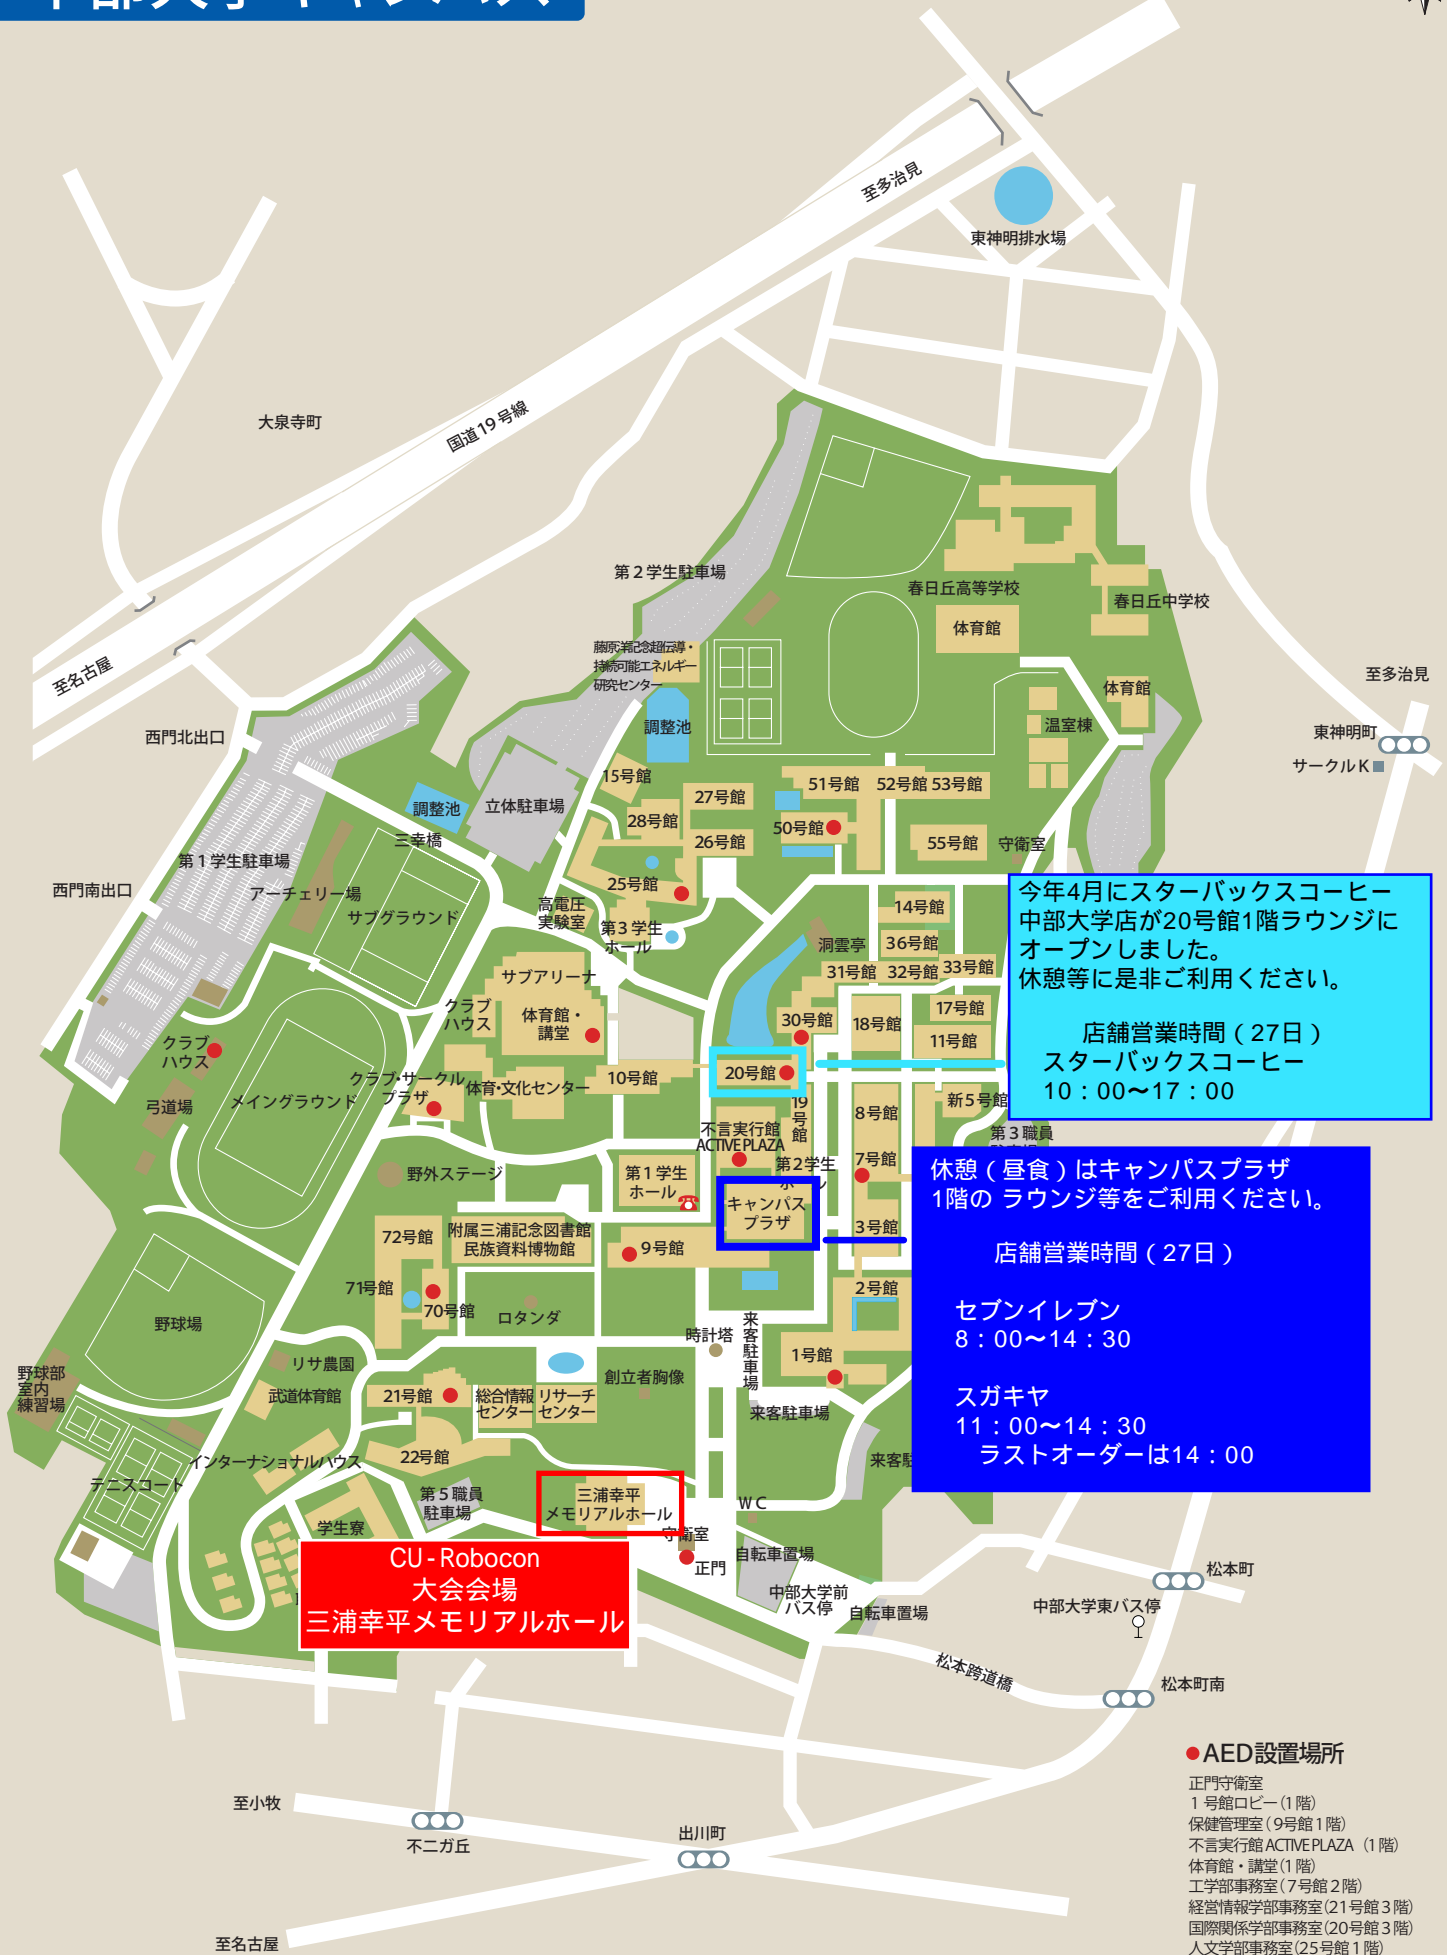 中部大学キャンパス
至多治見
東神明排水場
大泉寺町
国道19号線
第2学生駐車場
春日丘高等学校
春日丘中学校
体育館
藤原洋記念超伝導・
持続可能エネルギー
研究センター
至名古屋
至多治見
体育館
調整池
温室棟
東神明町
西門北出口
サークルK
15号館
51号館
52号館
53号館
27号館
調整池
立体駐車場
28号館
50号館
26号館
55号館
守衛室
三幸橋
第1学生駐車場
25号館
西門南出口
アーチェリー場
サブグラウンド
高電圧
実験室
第3学生
ホール
14号館
洞雲亭
36号館
今年4月にスターバックスコーヒー
中部大学店が20号館1階ラウンジに
オープンしました。
休憩等に是非ご利用ください。
店舗営業時間(27日)
スターバックスコーヒー
10:00〜17:00
サブアリーナ
31号館
32号館
33号館
クラブ
ハウス
体育館・
講堂
17号館
30号館
18号館
11号館
クラブ
ハウス
クラブ・サークル
プラザ
体育・文化センター
10号館
20号館
弓道場
メイングラウンド
19号館
8号館
新5号館
不言実行館
ACTIVE PLAZA
第3職員
野外ステージ
第1学生
ホール
第2学生
ホール
7号館
キャンパス
プラザ
休憩(昼食)はキャンパスプラザ
1階の ラウンジ等をご利用ください。
店舗営業時間(27日)
セブンイレブン
8:00〜14:30
スガキヤ
11:00〜14:30
ラストオーダーは14:00
72号館
附属三浦記念図書館
民族資料博物館
9号館
3号館
71号館
70号館
2号館
ロタンダ
野球場
時計塔
来客駐車場
1号館
リサ農園
野球部
室内
練習場
武道体育館
21号館
総合情報
センター
リサーチ
センター
創立者胸像
来客駐車場
22号館
インターナショナルハウス
来客駐
テニスコート
第5職員
駐車場
三浦幸平
メモリアルホール
WC
学生寮
守衛室
正門
自転車置場
CU-Robocon
大会会場
三浦幸平メモリアルホール
中部大学前
バス停
自転車置場
松本町
中部大学東バス停
松本跨道橋
松本町南
至小牧
不二ガ丘
出川町
至名古屋
AED設置場所
正門守衛室
1号館ロビー(1階)
保健管理室(9号館1階)
不言実行館 ACTIVE PLAZA (1階)
体育館・講堂(1階)
工学部事務室(7号館2階)
経営情報学部事務室(21号館3階)
国際関係学部事務室(20号館3階)
人文学部事務室(25号館1階)